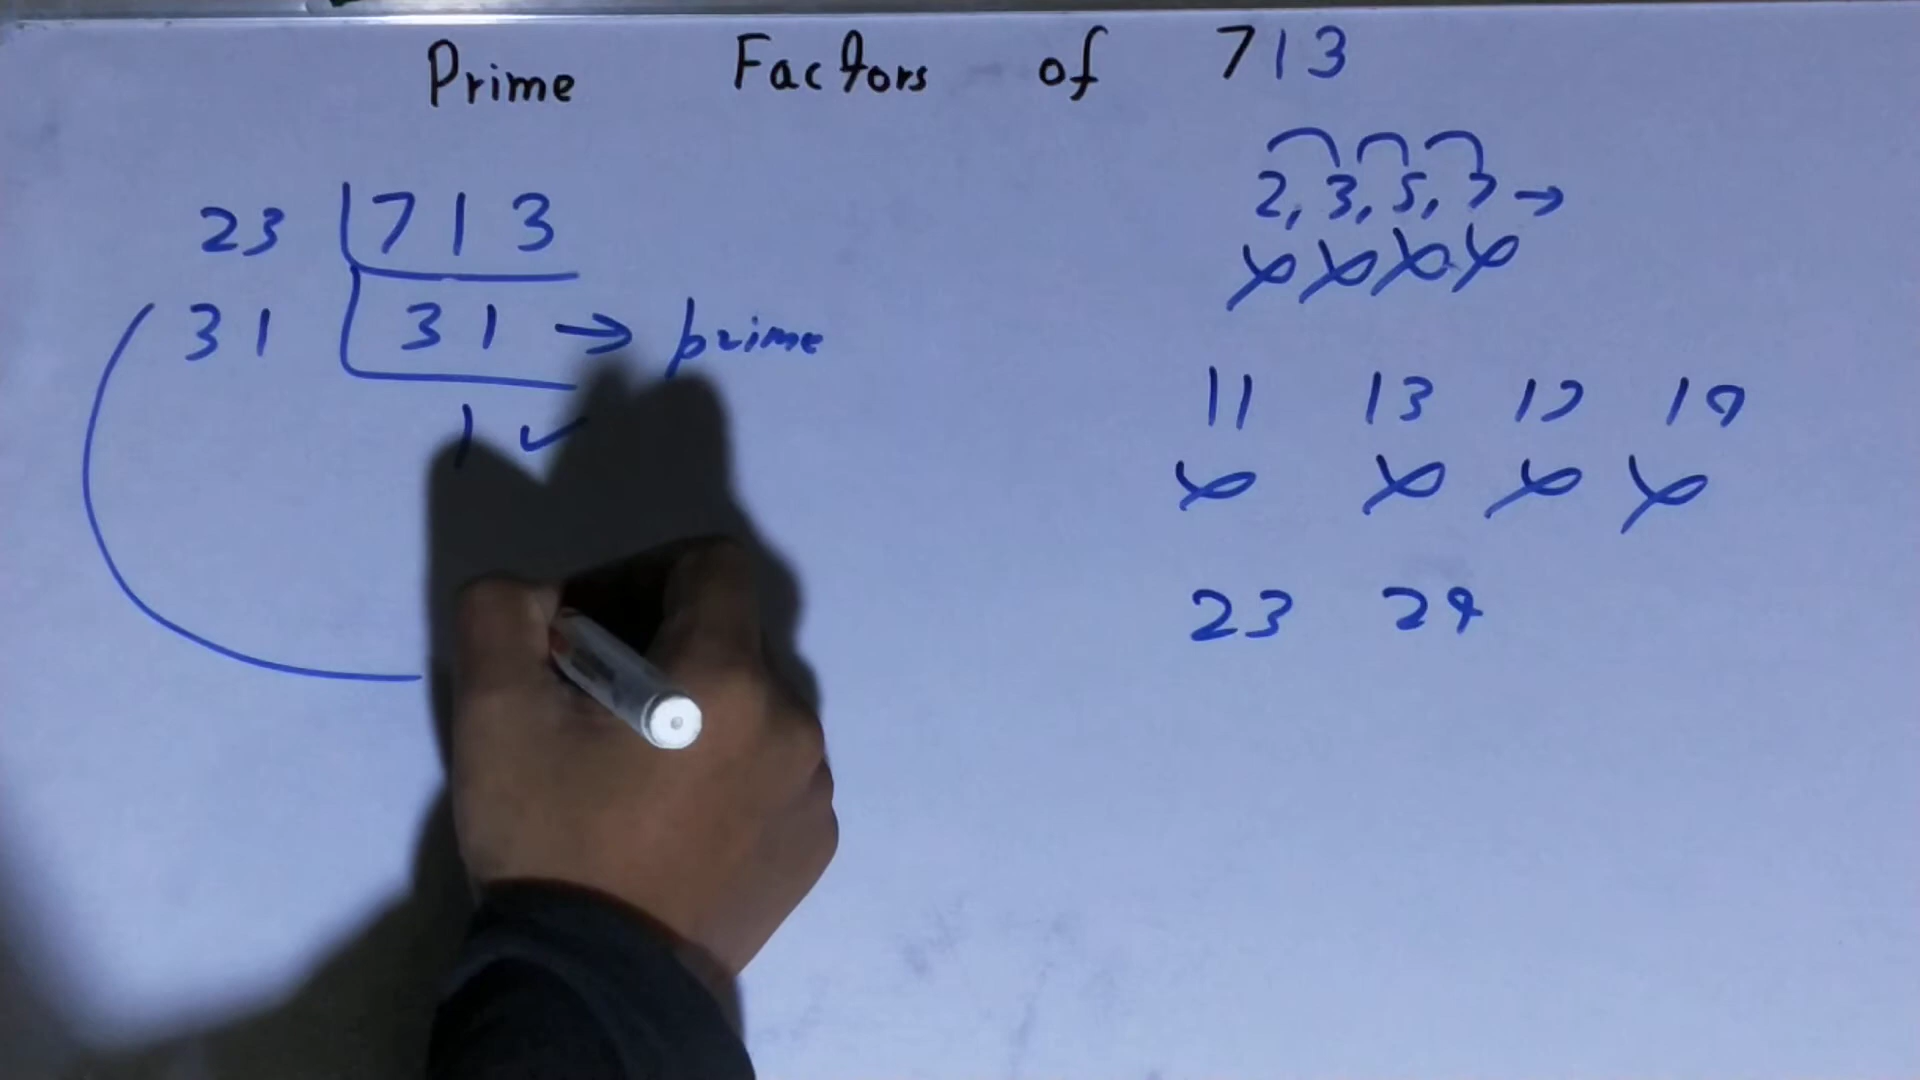 Prime Factors of 713
2, 3, 5, 7 →
23 | 713
31 | 31 → prime
1 ✓
11 13 17 19
23 29